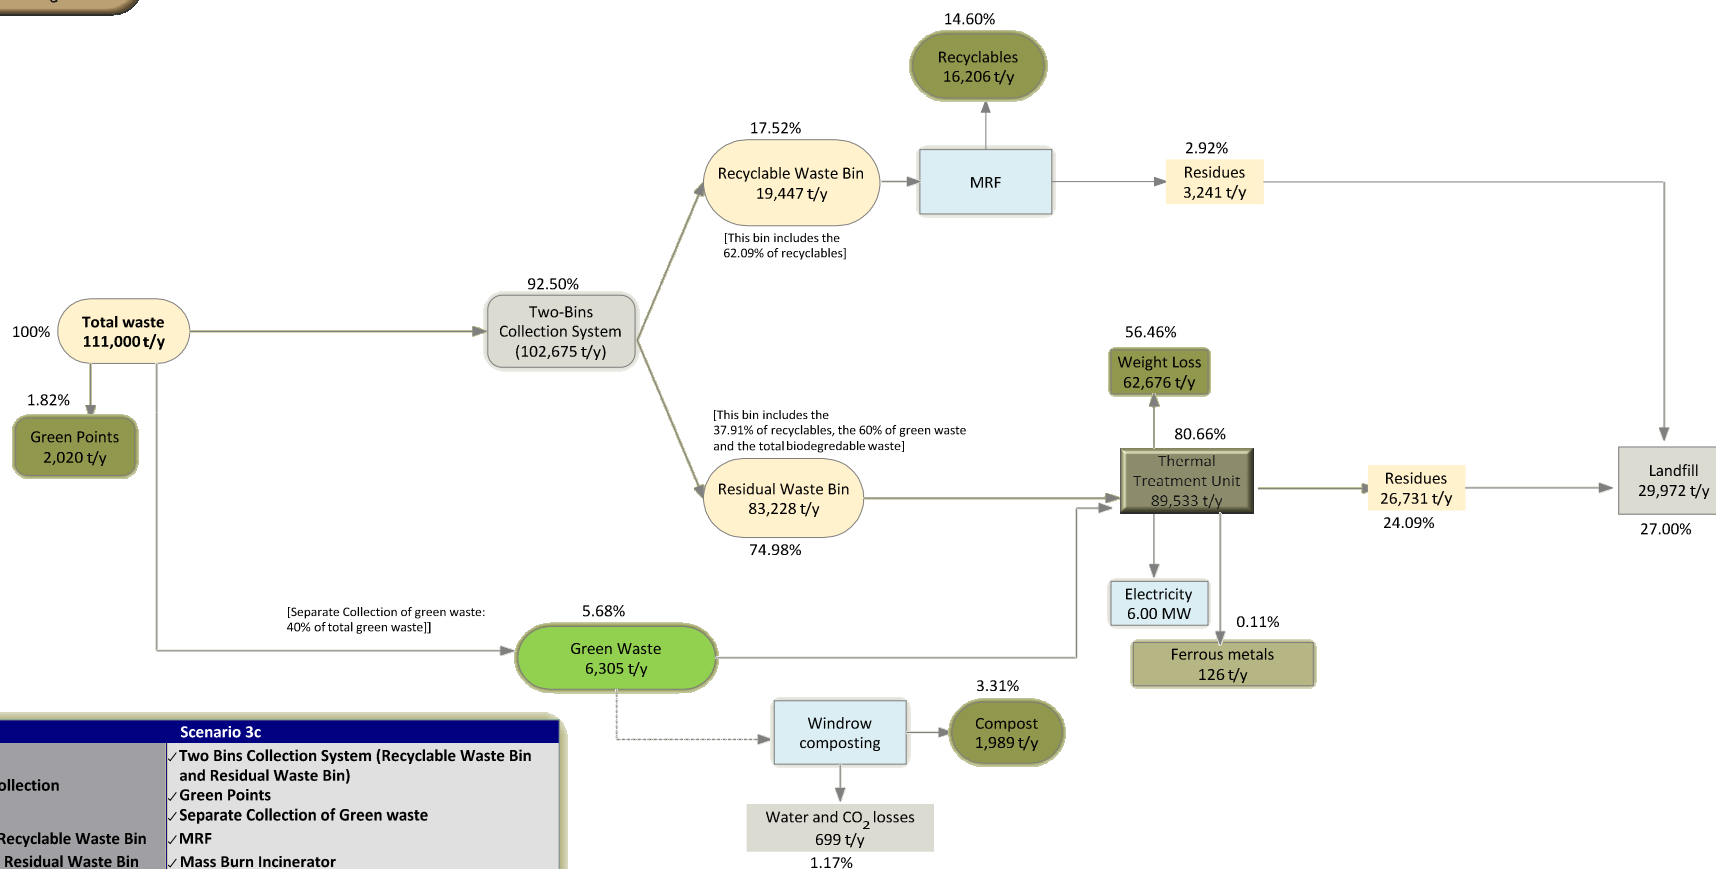 14.60%
Recyclables
16,206 t/y
17.52%
Recyclable Waste Bin
19,447 t/y
[This bin includes the
62.09% of recyclables]
MRF
2.92%
Residues
3,241 t/y
92.50%
Two-Bins
Collection System
(102,675 t/y)
100%
Total waste
111,000 t/y
1.82%
Green Points
2,020 t/y
56.46%
Weight Loss
62,676 t/y
[This bin includes the
37.91% of recyclables, the 60% of green waste
and the total biodegredable waste]
Residual Waste Bin
83,228 t/y
74.98%
80.66%
Thermal
Treatment Unit
89,533 t/y
Residues
26,731 t/y
24.09%
Landfill
29,972 t/y
27.00%
Electricity
6.00 MW
0.11%
Ferrous metals
126 t/y
[Separate Collection of green waste:
40% of total green waste]]
5.68%
Green Waste
6,305 t/y
Windrow
composting
3.31%
Compost
1,989 t/y
Water and CO2 losses
699 t/y
1.17%
Scenario 3c
ollection
✓Two Bins Collection System (Recyclable Waste Bin
and Residual Waste Bin)
✓Green Points
✓Separate Collection of Green waste
Recyclable Waste Bin
✓MRF
Residual Waste Bin
✓Mass Burn Incinerator